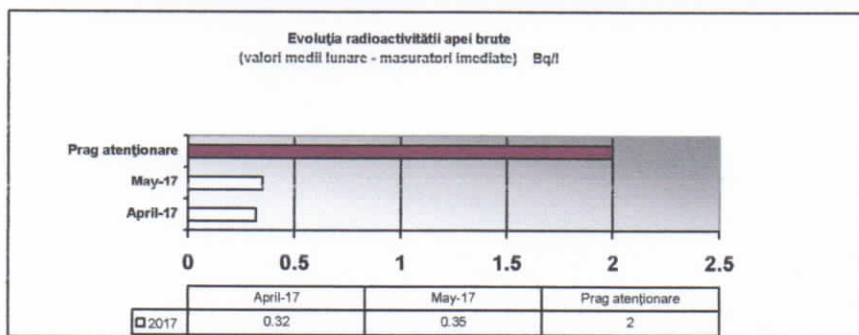 Evoluţia radioactivitătii apei brute
(valori medii lunare - masuratori imediate) Bq/l
Prag atenţionare
May-17
April-17
0 0.5 1 1.5 2 2.5
April-17 May-17 Prag atenţionare
2017 0.32 0.35 2